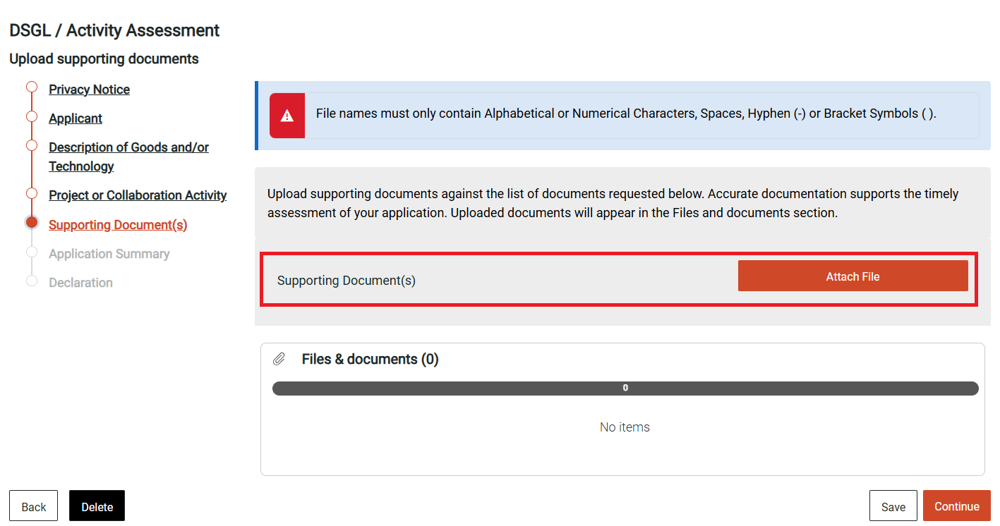 DSGL / Activity Assessment
Upload supporting documents
Privacy Notice
Applicant
Description of Goods and/or
Technology
Project or Collaboration Activity
Supporting Document(s)
Application Summary
Declaration
File names must only contain Alphabetical or Numerical Characters, Spaces, Hyphen (-) or Bracket Symbols ( ).
Upload supporting documents against the list of documents requested below. Accurate documentation supports the timely
assessment of your application. Uploaded documents will appear in the Files and documents section.
Supporting Document(s)
Attach File
Files & documents (0)
0
No items
Back
Delete
Save
Continue